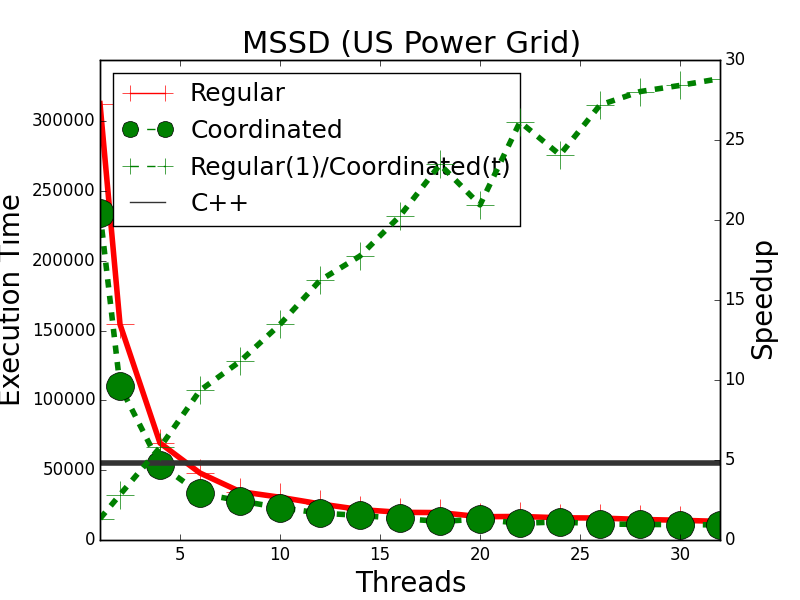 MSSD (US Power Grid)
Regular
Coordinated
Regular(1)/Coordinated(t)
C++
Execution Time
300000
250000
200000
150000
100000
50000
0
Speedup
30
25
20
15
10
5
0
5 10 15 20 25 30
Threads